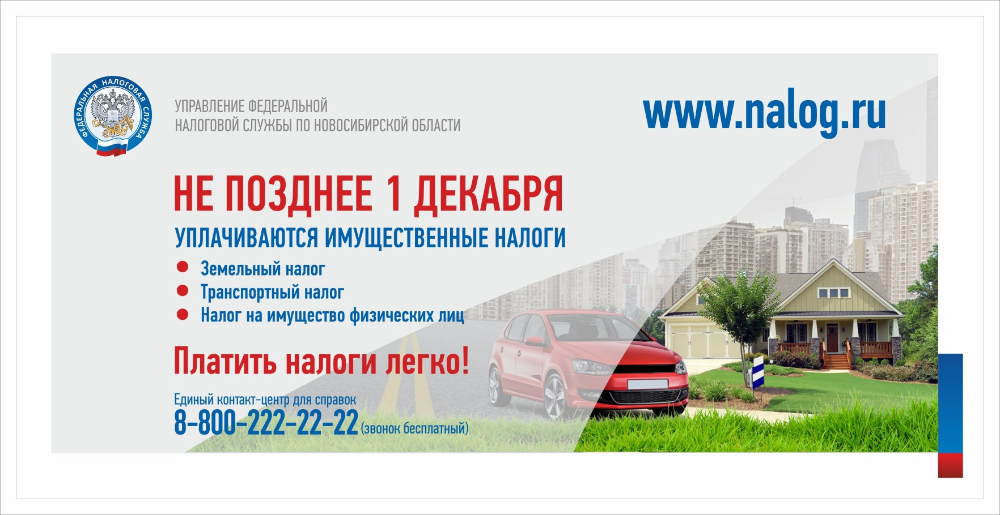 ФЕДЕРАЛЬНАЯ НАЛОГОВАЯ СЛУЖБА
УПРАВЛЕНИЕ ФЕДЕРАЛЬНОЙ
НАЛОГОВОЙ СЛУЖБЫ ПО НОВОСИБИРСКОЙ ОБЛАСТИ
www.nalog.ru
НЕ ПОЗДНЕЕ 1 ДЕКАБРЯ
УПЛАЧИВАЮТСЯ ИМУЩЕСТВЕННЫЕ НАЛОГИ
● Земельный налог
● Транспортный налог
● Налог на имущество физических лиц
Платить налоги легко!
Единый контакт-центр для справок
8-800-222-22-22 (звонок бесплатный)